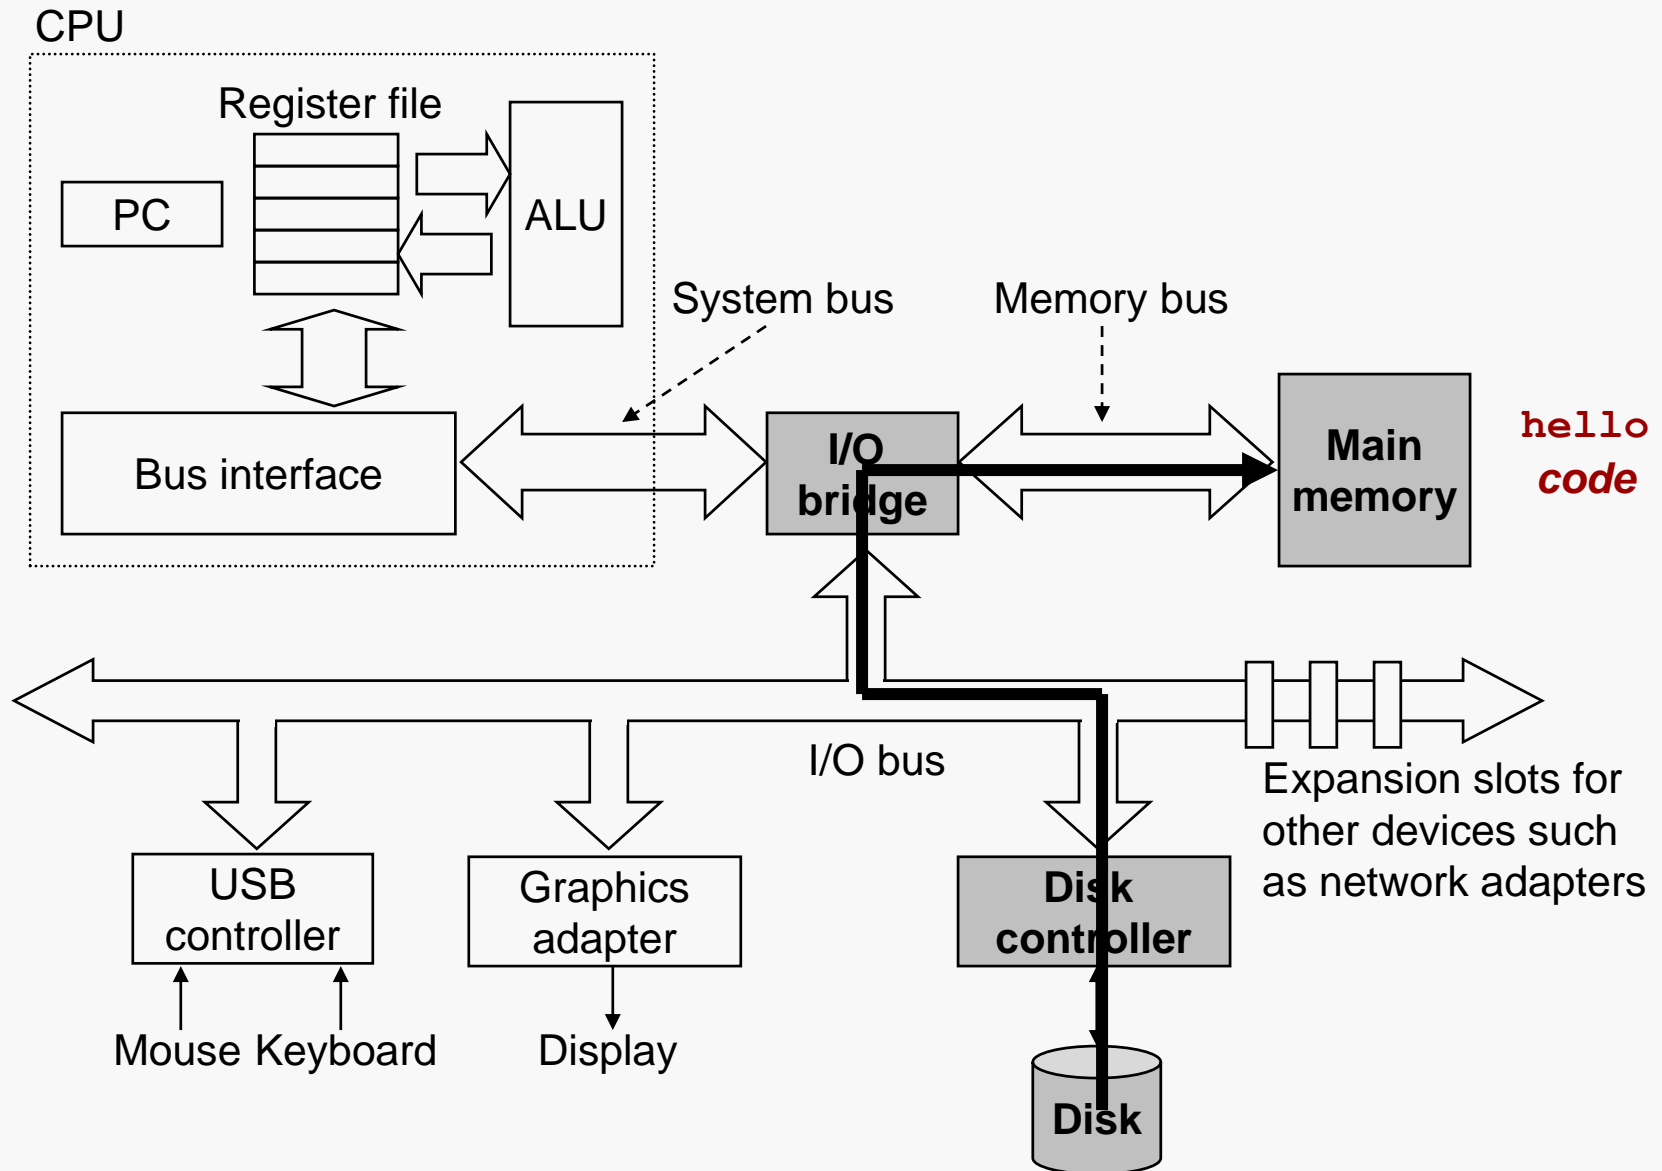 CPU
Register file
PC
ALU
System bus
Memory bus
Bus interface
I/O
bridge
Main
memory
hello
code
I/O bus
Expansion slots for
other devices such
as network adapters
USB
controller
Graphics
adapter
Disk
controller
Mouse
Keyboard
Display
Disk